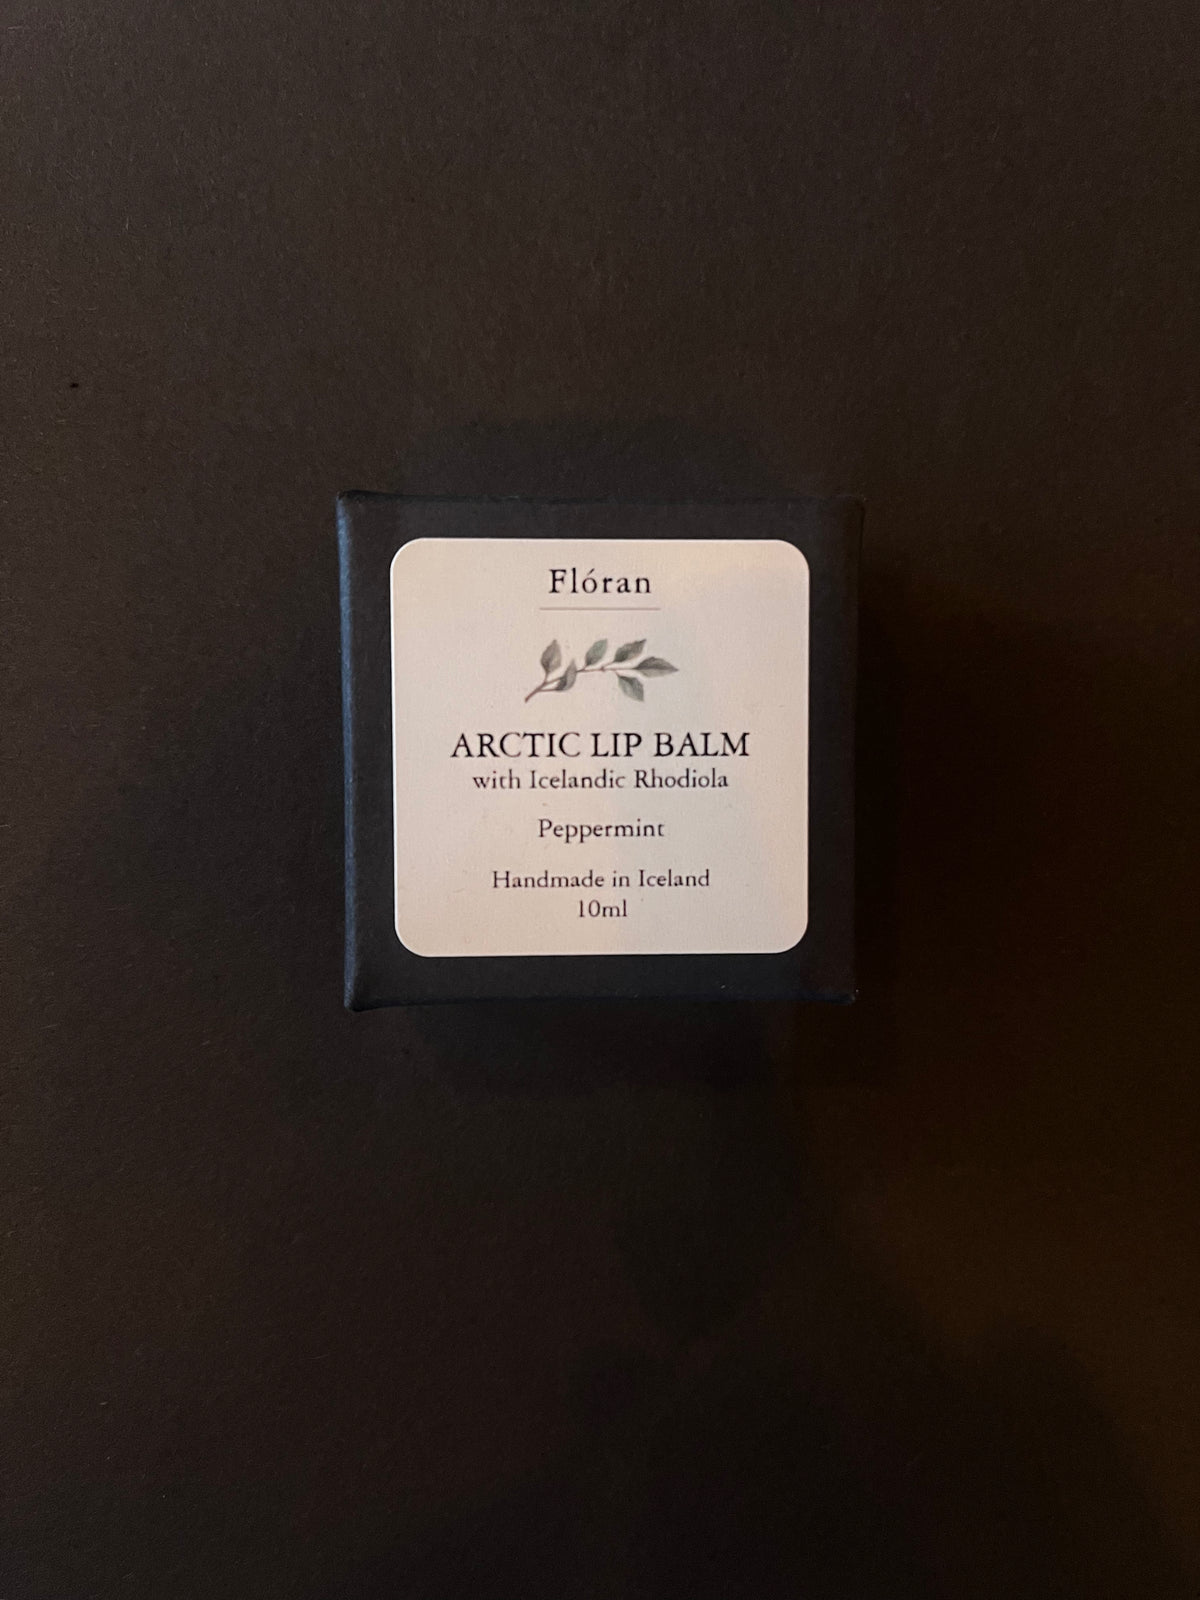 Flóran
ARCTIC LIP BALM
with Icelandic Rhodiola
Peppermint
Handmade in Iceland
10ml